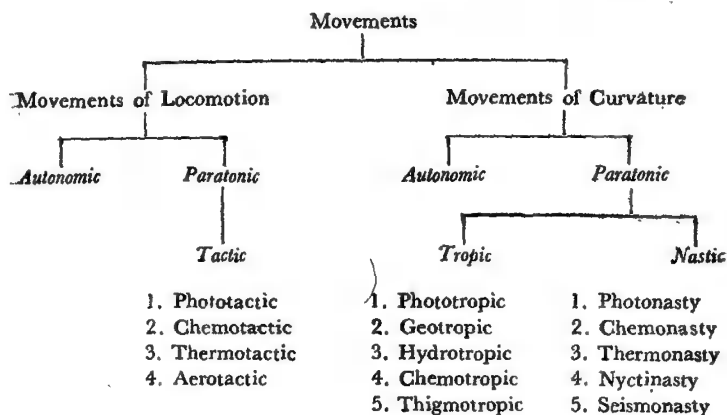 Movements
Movements of Locomotion Movements of Curvature
Autonomic Paratonic Autonomic Paratonic
Tactic Tropic Nastic
1. Phototactic 1. Phototropic 1. Photonasty
2. Chemotactic 2. Geotropic 2. Chemonasty
3. Thermotactic 3. Hydrotropic 3. Thermonasty
4. Aerotactic 4. Chemotropic 4. Nyctinasty
5. Thigmotropic 5. Seismonasty